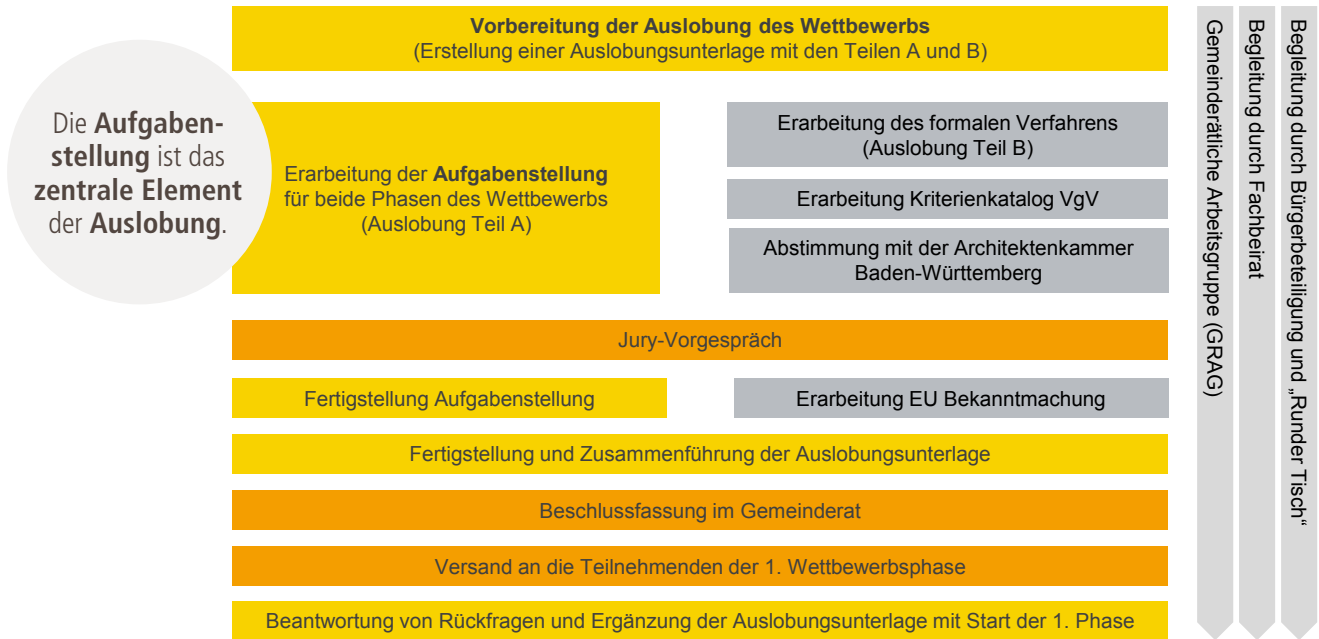 Vorbereitung der Auslobung des Wettbewerbs
(Erstellung einer Auslobungsunterlage mit den Teilen A und B)
Die Aufgaben-
stellung ist das
zentrale Element
der Auslobung.
Erarbeitung der Aufgabenstellung
für beide Phasen des Wettbewerbs
(Auslobung Teil A)
Erarbeitung des formalen Verfahrens
(Auslobung Teil B)
Erarbeitung Kriterienkatalog VgV
Abstimmung mit der Architektenkammer
Baden-Württemberg
Jury-Vorgespräch
Fertigstellung Aufgabenstellung
Erarbeitung EU Bekanntmachung
Fertigstellung und Zusammenführung der Auslobungsunterlage
Beschlussfassung im Gemeinderat
Versand an die Teilnehmenden der 1. Wettbewerbsphase
Beantwortung von Rückfragen und Ergänzung der Auslobungsunterlage mit Start der 1. Phase
Gemeinderätliche Arbeitsgruppe (GRAG)
Begleitung durch Fachbeirat
Begleitung durch Bürgerbeteiligung und „Runder Tisch“